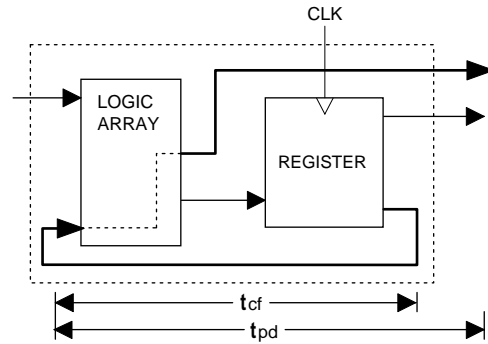 CLK
LOGIC
ARRAY
REGISTER
tcf
tpd